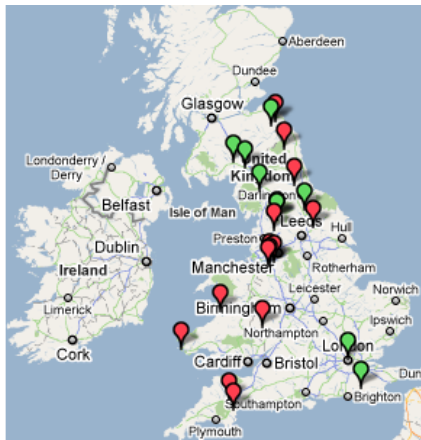 Aberdeen
Dundee
Glasgow
United
Kingdom
Londonderry /
Derry
Belfast
Isle of Man
Darlington
Leeds
Preston
Hull
Dublin
Ireland
Manchester
Rotherham
Limerick
Birmingham
Leicester
Norwich
Northampton
Ipswich
Cork
Cardiff
Bristol
London
Southampton
Brighton
Dun
Plymouth